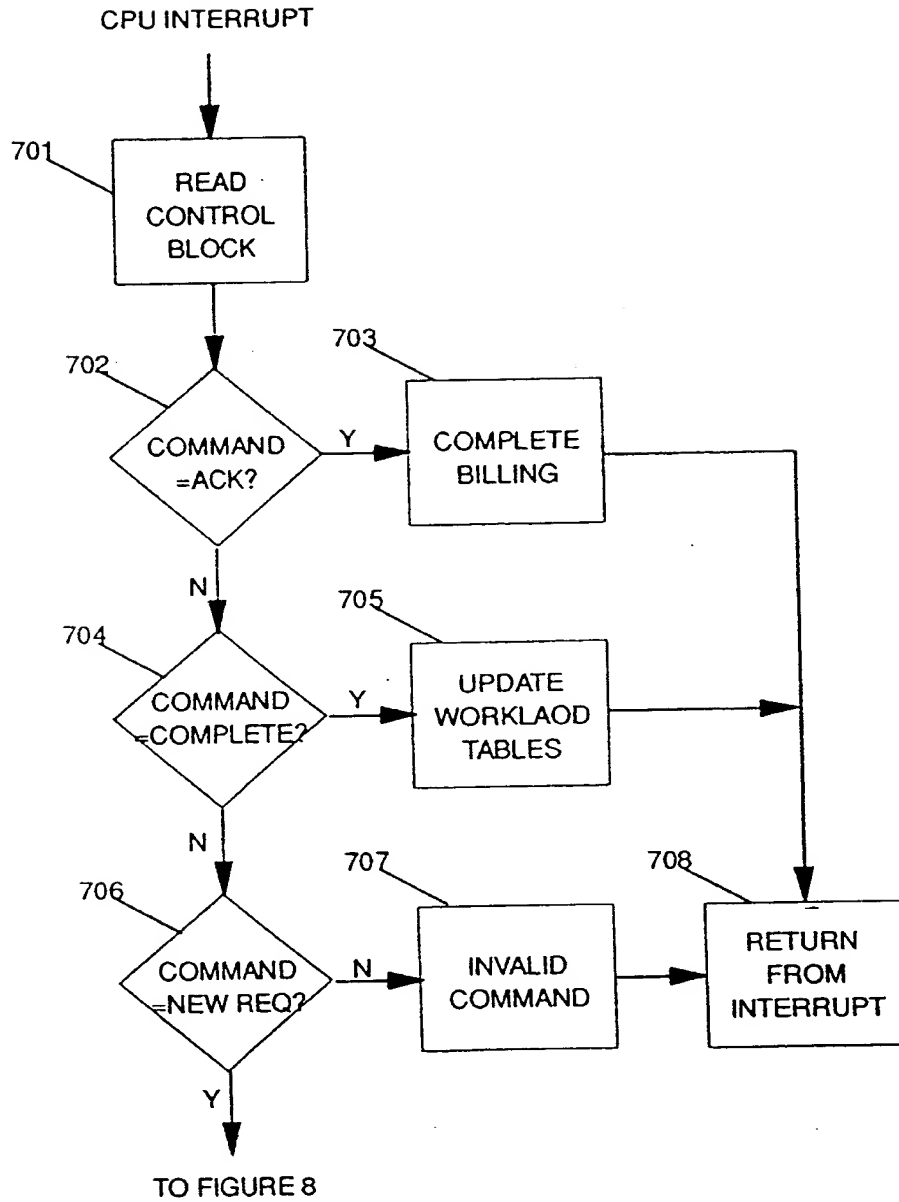 CPU INTERRUPT
701
READ
CONTROL
BLOCK
702
COMMAND
=ACK?
Y
703
COMPLETE
BILLING
N
704
COMMAND
=COMPLETE?
Y
705
UPDATE
WORKLAOD
TABLES
N
706
COMMAND
=NEW REQ?
N
707
INVALID
COMMAND
708
RETURN
FROM
INTERRUPT
Y
TO FIGURE 8